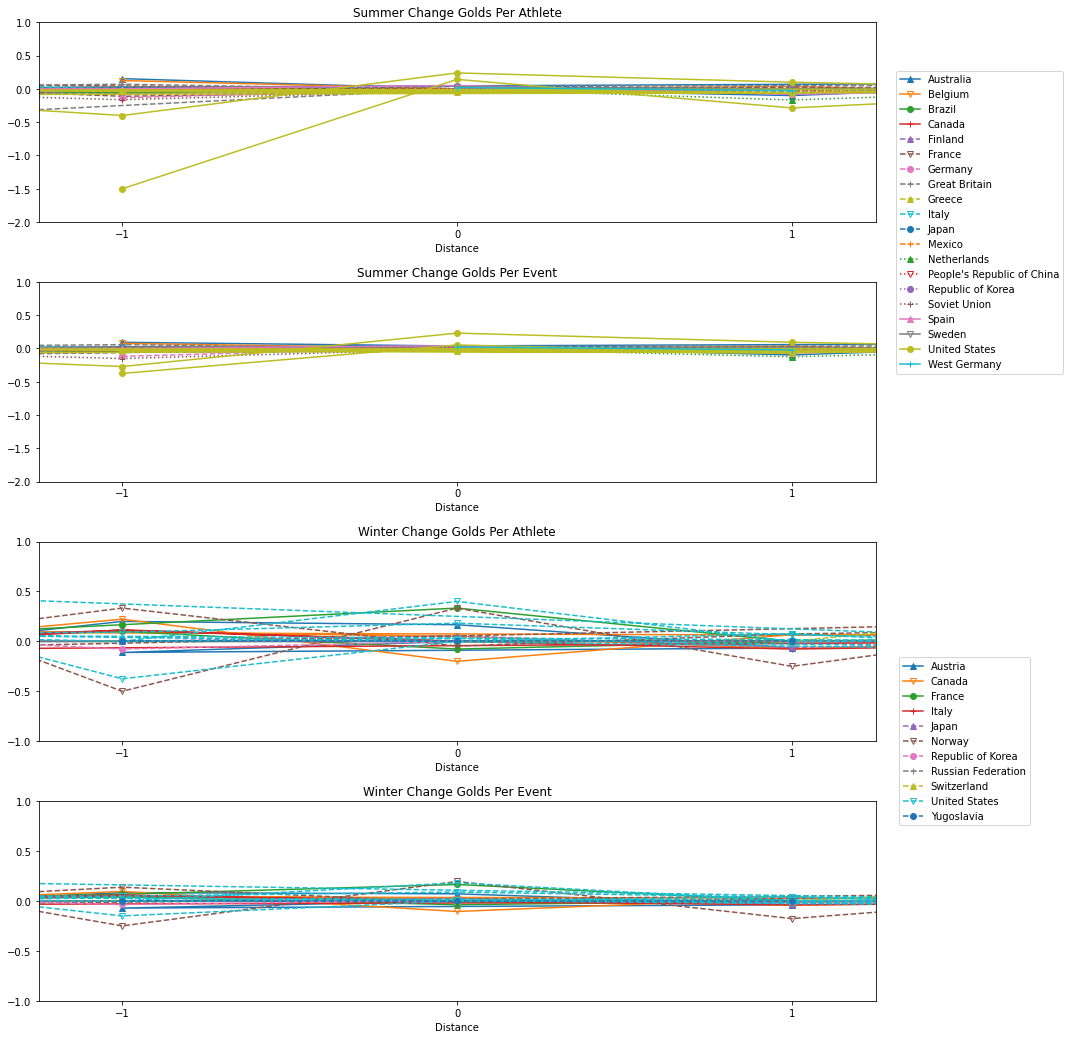 Summer Change Golds Per Athlete
1.0
0.5
0.0
−0.5
−1.0
−1.5
−2.0
−1
0
1
Distance
Summer Change Golds Per Event
1.0
0.5
0.0
−0.5
−1.0
−1.5
−2.0
−1
0
1
Distance
Australia
Belgium
Brazil
Canada
Finland
France
Germany
Great Britain
Greece
Italy
Japan
Mexico
Netherlands
People's Republic of China
Republic of Korea
Soviet Union
Spain
Sweden
United States
West Germany
Winter Change Golds Per Athlete
1.0
0.5
0.0
−0.5
−1.0
−1
0
1
Distance
Winter Change Golds Per Event
1.0
0.5
0.0
−0.5
−1.0
−1
0
1
Distance
Austria
Canada
France
Italy
Japan
Norway
Republic of Korea
Russian Federation
Switzerland
United States
Yugoslavia